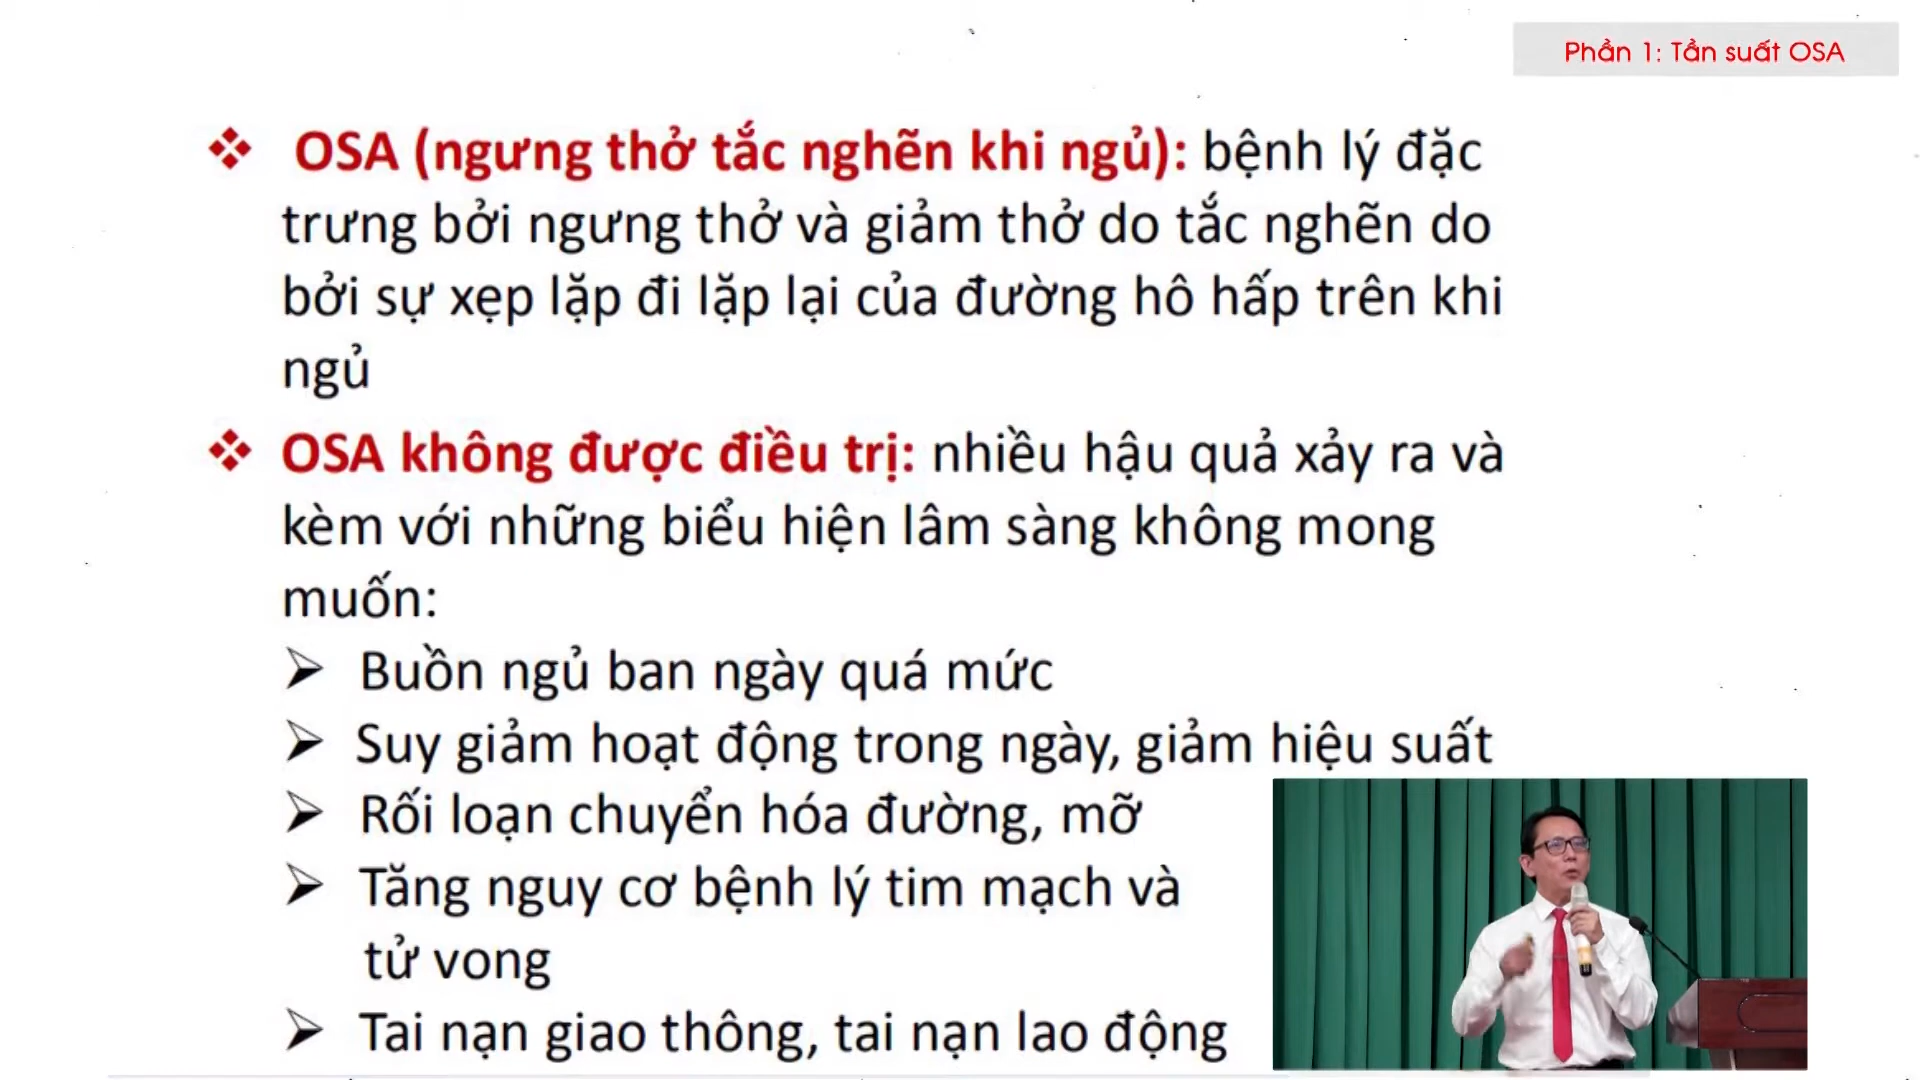 Phần 1: Tần suất OSA
OSA (ngưng thở tắc nghẽn khi ngủ): bệnh lý đặc
trưng bởi ngưng thở và giảm thở do tắc nghẽn do
bởi sự xẹp lặp đi lặp lại của đường hô hấp trên khi
ngủ
OSA không được điều trị: nhiều hậu quả xảy ra và
kèm với những biểu hiện lâm sàng không mong
muốn:
Buồn ngủ ban ngày quá mức
Suy giảm hoạt động trong ngày, giảm hiệu suất
Rối loạn chuyển hóa đường, mỡ
Tăng nguy cơ bệnh lý tim mạch và
tử vong
Tai nạn giao thông, tai nạn lao động